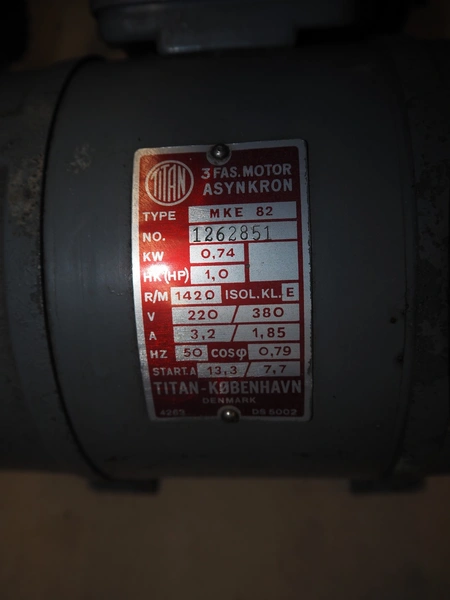 TITAN
3 FAS. MOTOR
ASYNKRON
TYPE MKE 82
NO. 1262851
KW 0,74
HK (HP) 1,0
R/M 1420 ISOL. KL. E
V 220 / 380
A 3,2 / 1,85
HZ 50 COSφ 0,79
START. A 13,3 / 7,7
TITAN-KØBENHAVN
DENMARK
DS 5002